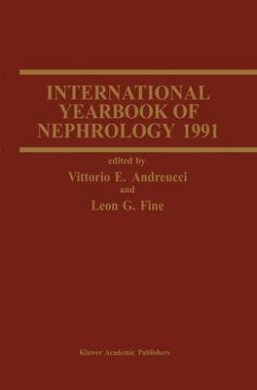 INTERNATIONAL
YEARBOOK OF
NEPHROLOGY 1991
edited by
Vittorio E. Andreucci
and
Leon G. Fine
Kluwer Academic Publishers